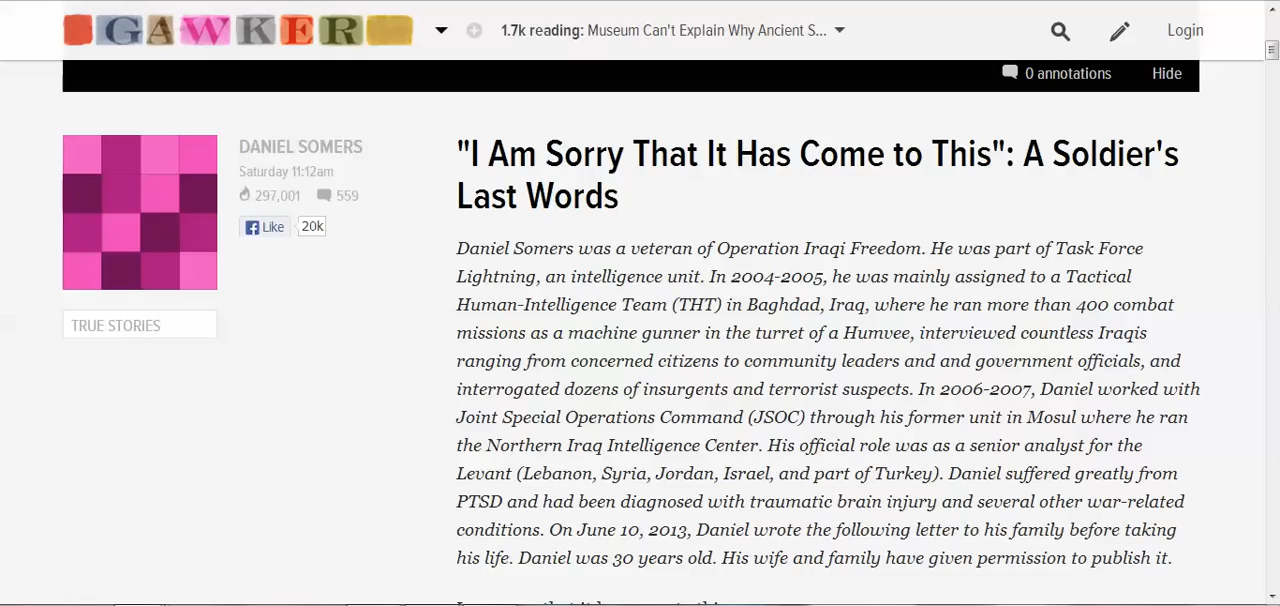 GAWKER
1.7k reading: Museum Can't Explain Why Ancient S...
Login
0 annotations
Hide
DANIEL SOMERS
Saturday 11:12am
297,001 559
Like 20k
TRUE STORIES
"I Am Sorry That It Has Come to This": A Soldier's
Last Words
Daniel Somers was a veteran of Operation Iraqi Freedom. He was part of Task Force
Lightning, an intelligence unit. In 2004-2005, he was mainly assigned to a Tactical
Human-Intelligence Team (THT) in Baghdad, Iraq, where he ran more than 400 combat
missions as a machine gunner in the turret of a Humvee, interviewed countless Iraqis
ranging from concerned citizens to community leaders and and government officials, and
interrogated dozens of insurgents and terrorist suspects. In 2006-2007, Daniel worked with
Joint Special Operations Command (JSOC) through his former unit in Mosul where he ran
the Northern Iraq Intelligence Center. His official role was as a senior analyst for the
Levant (Lebanon, Syria, Jordan, Israel, and part of Turkey). Daniel suffered greatly from
PTSD and had been diagnosed with traumatic brain injury and several other war-related
conditions. On June 10, 2013, Daniel wrote the following letter to his family before taking
his life. Daniel was 30 years old. His wife and family have given permission to publish it.